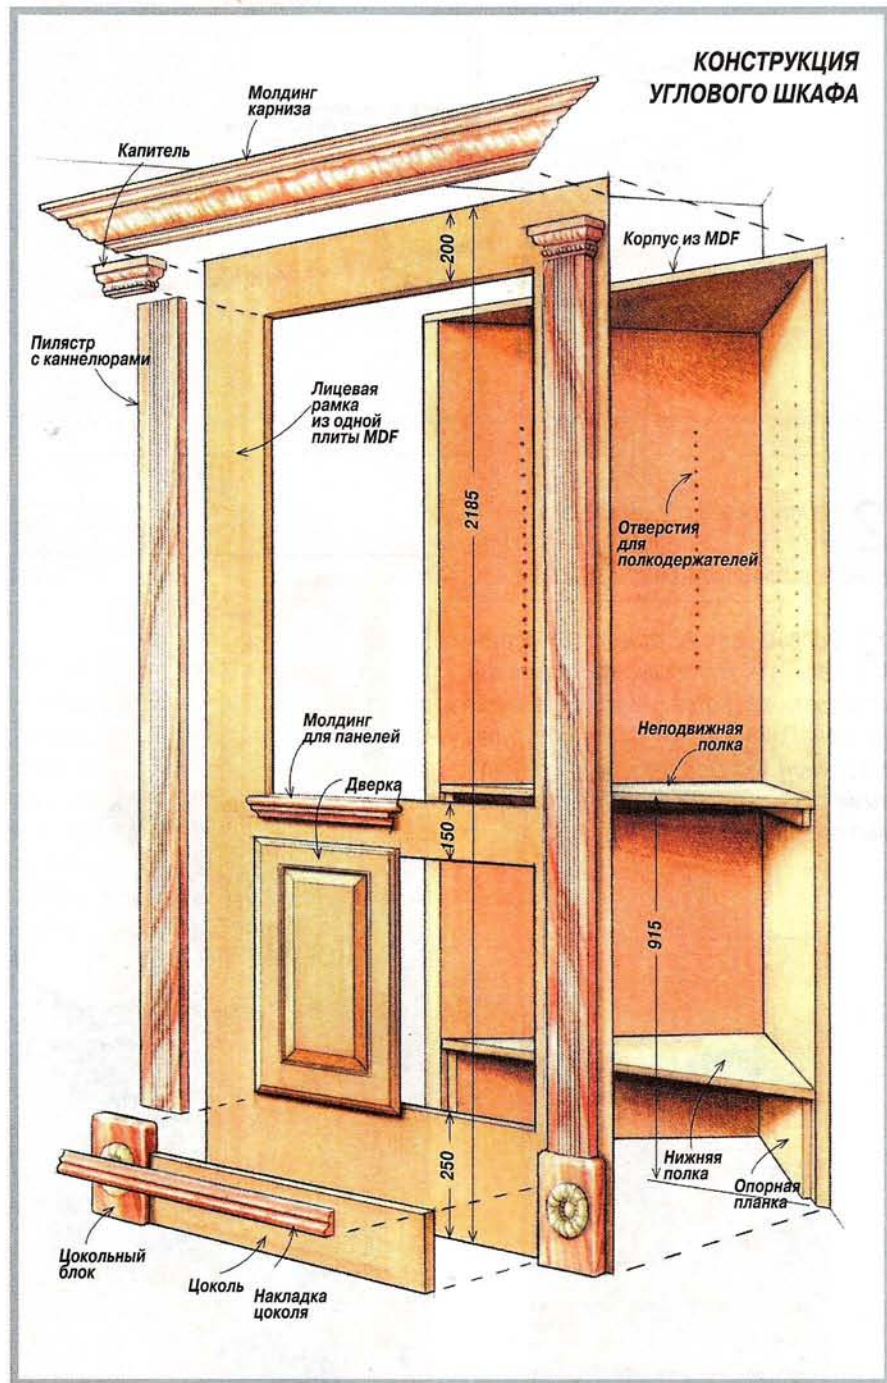 КОНСТРУКЦИЯ
УГЛОВОГО ШКАФА
Молдинг
карниза
Капитель
Корпус из MDF
200
Пилястр
с каннелюрами
Лицевая
рамка
из одной
плиты MDF
2185
Отверстия
для
полкодержателей
Молдинг
для панелей
Неподвижная
полка
Дверка
150
915
250
Нижняя
полка
Опорная
планка
Цокольный
блок
Цоколь
Накладка
цоколя